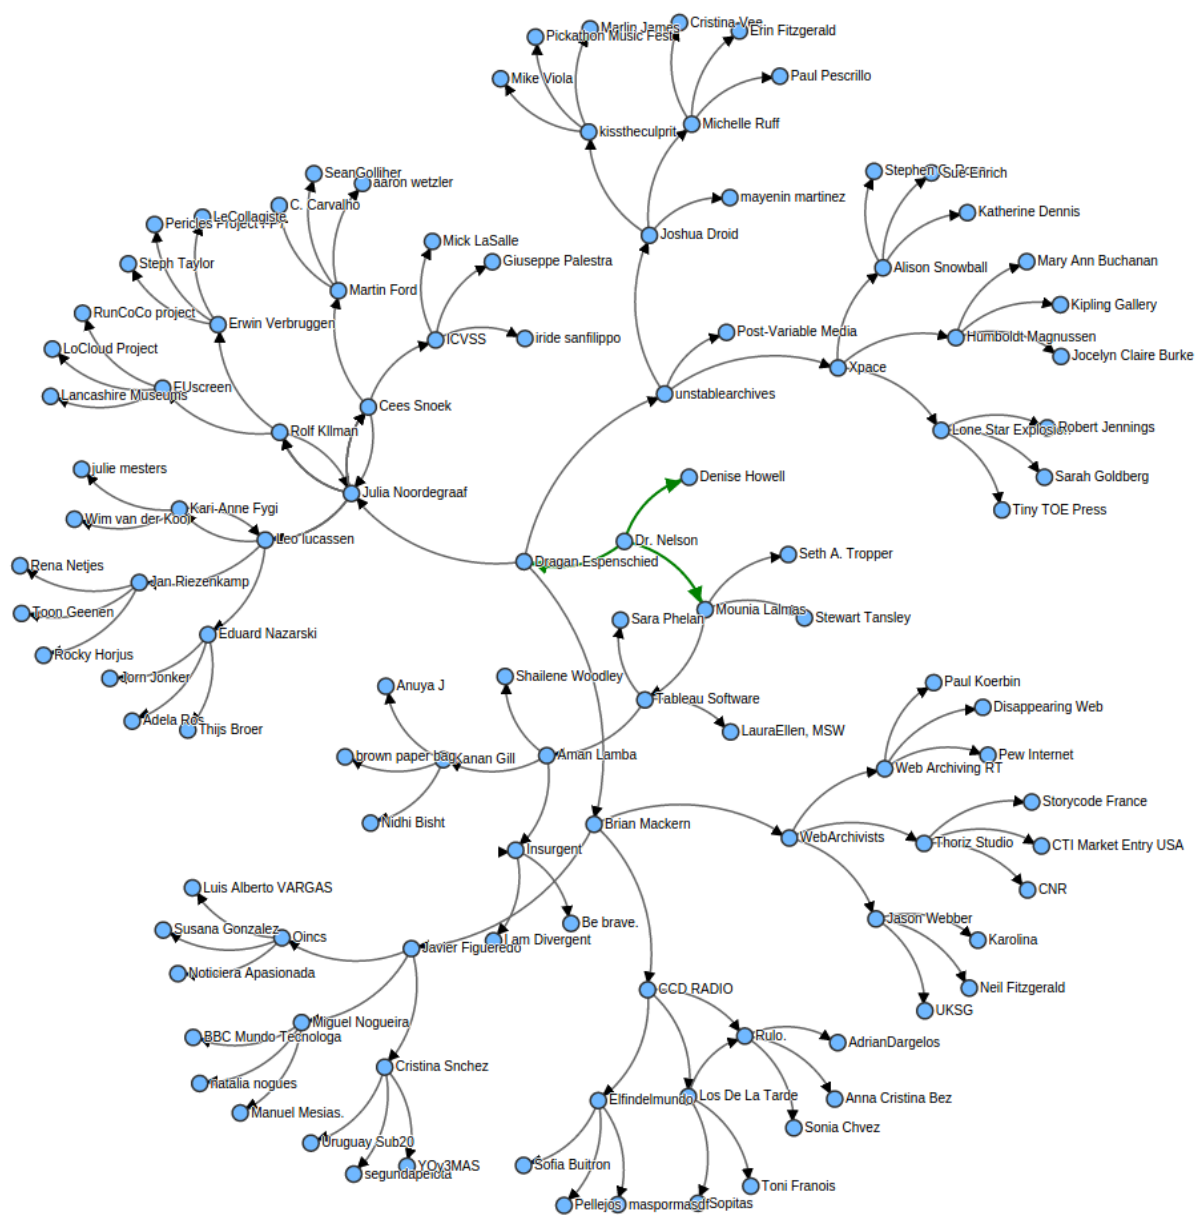 Marlin James
Cristina Vee
Pickathon Music Fest
Erin Fitzgerald
Mike Viola
Paul Pescrillo
kisstheculprit
Michelle Ruff
SeanGolliher
aaron wetzler
Stephen
Sue Enrich
mayenin martinez
C. Carvalho
LeCollagiste
Pericles Project
Katherine Dennis
Joshua Droid
Mick LaSalle
Giuseppe Palestra
Steph Taylor
Alison Snowball
Mary Ann Buchanan
Martin Ford
Kipling Gallery
RunCoCo project
Erwin Verbruggen
Post-Variable Media
ICVSS
iride sanfilippo
Humboldt Magnussen
LoCloud Project
Jocelyn Claire Burke
Xpace
EUscreen
Lancashire Museums
unstablearchives
Cees Snoek
Rolf KIlman
Lone Star Explosion
Robert Jennings
julie mesters
Denise Howell
Sarah Goldberg
Julia Noordegraaf
Kari-Anne Fygi
Tiny TOE Press
Wim van der Kooj
Leo lucassen
Dr. Nelson
Seth A. Tropper
Rena Netjes
Dragan Espenschied
Jan Riezenkamp
Toon Geenen
Mounia Lalmas
Stewart Tansley
Sara Phelan
Eduard Nazarski
Rocky Horjus
Jorn Jonker
Shailene Woodley
Paul Koerbin
Anuya J
Tableau Software
Disappearing Web
Adela Ros
Thijs Broer
LauraEllen, MSW
brown paper bag
Kanan Gill
Aman Lamba
Pew Internet
Web Archiving RT
Storycode France
Nidhi Bisht
Brian Mackern
WebArchivists
Thoriz Studio
CTI Market Entry USA
Insurgent
Luis Alberto VARGAS
CNR
Susana Gonzalez
Oincs
Be brave.
Jason Webber
I am Divergent
Karolina
Javier Figueredo
Noticiera Apasionada
CCD RADIO
Neil Fitzgerald
UKSG
Miguel Nogueira
BBC Mundo Tecnologa
Rulo.
AdrianDargelos
Cristina Snchez
natalia nogues
Los De La Tarde
Elfindelmundo
Anna Cristina Bez
Manuel Mesias.
Sonia Chvez
Uruguay Sub20
YOy3MAS
segundapelota
Sofia Buitron
Toni Franois
Pellejos
maspormasdf
Sopitas